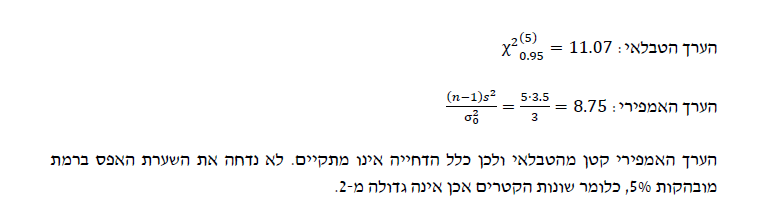 הערך הטבלאי: χ²⁽⁵⁾₀.₉₅ = 11.07
הערך האמפירי: (n−1)s²/σ₀² = 5·3.5/3 = 8.75
הערך האמפירי קטן מהטבלאי ולכן כלל הדחייה אינו מתקיים. לא נדחה את השערת האפס ברמת
מובהקות 5%, כלומר שונות הקטרים אכן אינה גדולה מ-2.